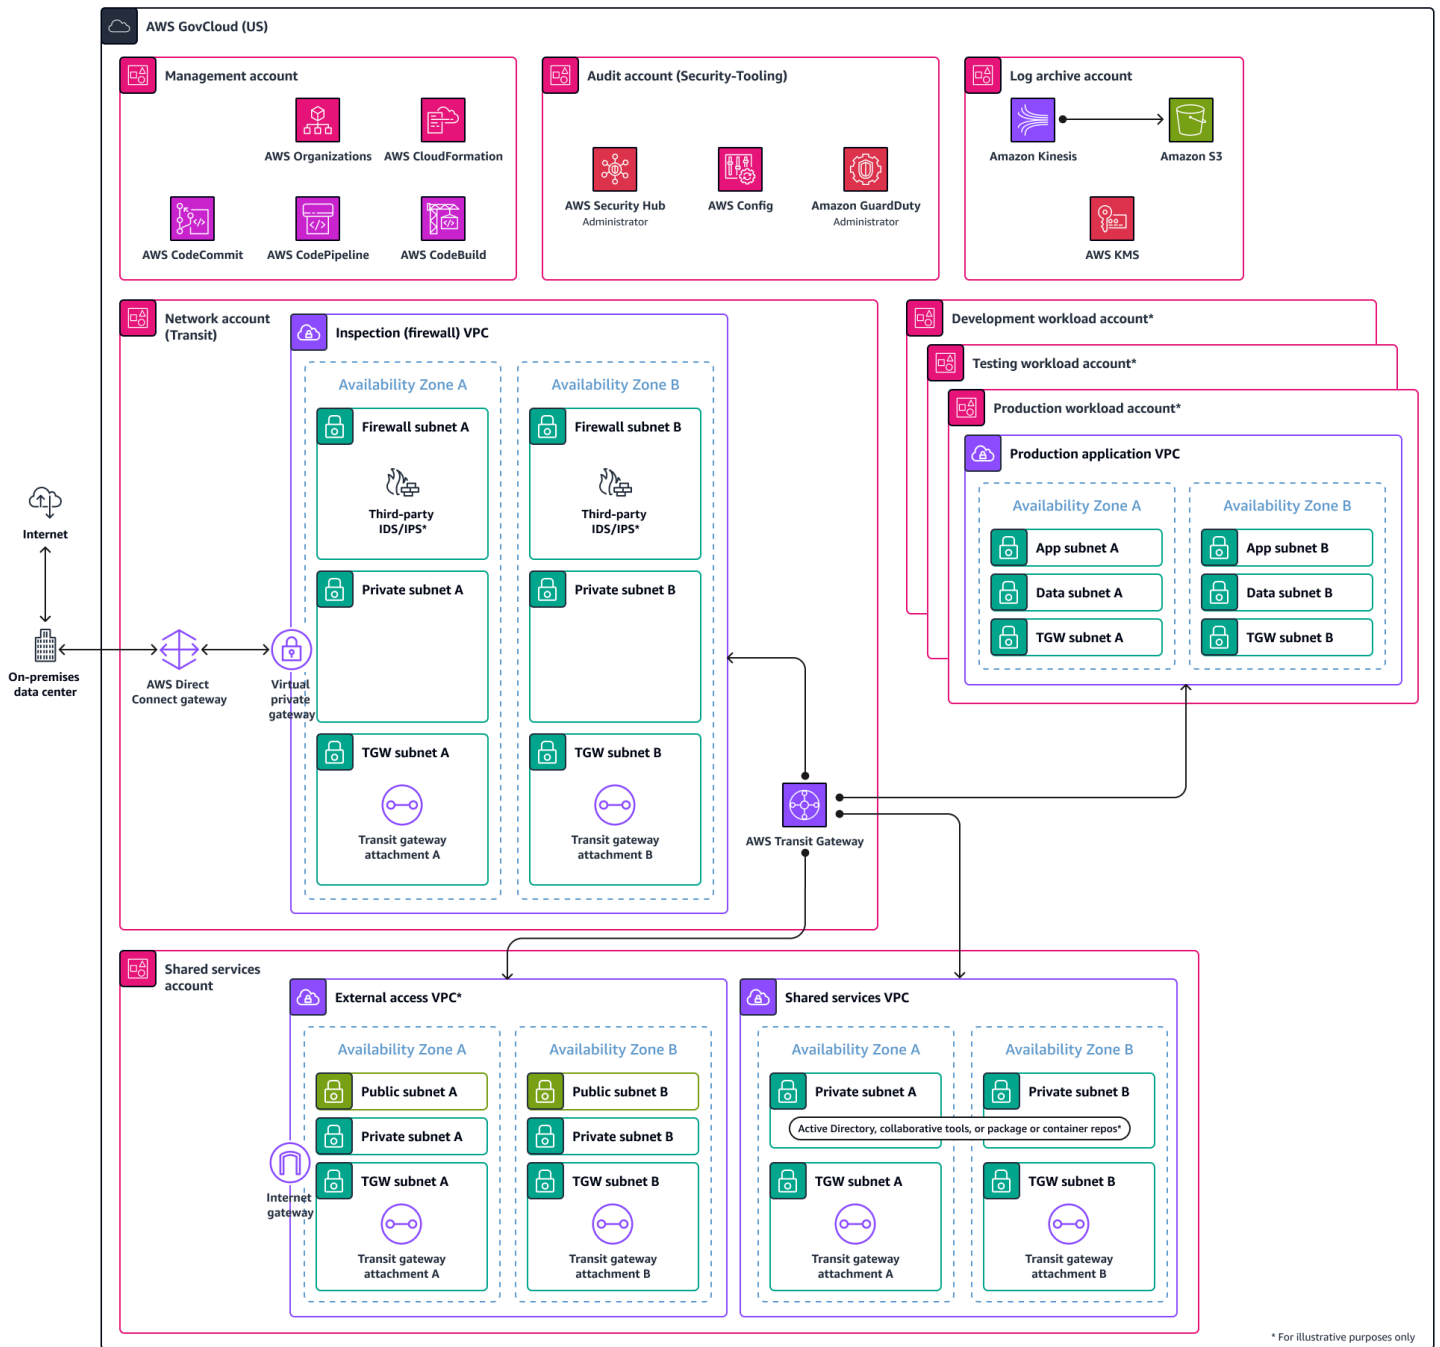 AWS GovCloud (US)
Management account
AWS Organizations
AWS CloudFormation
AWS CodeCommit
AWS CodePipeline
AWS CodeBuild
Audit account (Security-Tooling)
AWS Security Hub
Administrator
AWS Config
Amazon GuardDuty
Administrator
Log archive account
Amazon Kinesis
Amazon S3
AWS KMS
Internet
On-premises
data center
Network account
(Transit)
AWS Direct
Connect gateway
Virtual
private
gateway
Inspection (firewall) VPC
Availability Zone A
Firewall subnet A
Third-party
IDS/IPS*
Private subnet A
TGW subnet A
Transit gateway
attachment A
Availability Zone B
Firewall subnet B
Third-party
IDS/IPS*
Private subnet B
TGW subnet B
Transit gateway
attachment B
AWS Transit Gateway
Development workload account*
Testing workload account*
Production workload account*
Production application VPC
Availability Zone A
App subnet A
Data subnet A
TGW subnet A
Availability Zone B
App subnet B
Data subnet B
TGW subnet B
Shared services
account
Internet
gateway
External access VPC*
Availability Zone A
Public subnet A
Private subnet A
TGW subnet A
Transit gateway
attachment A
Availability Zone B
Public subnet B
Private subnet B
TGW subnet B
Transit gateway
attachment B
Shared services VPC
Availability Zone A
Private subnet A
Availability Zone B
Private subnet B
Active Directory, collaborative tools, or package or container repos*
TGW subnet A
Transit gateway
attachment A
TGW subnet B
Transit gateway
attachment B
* For illustrative purposes only